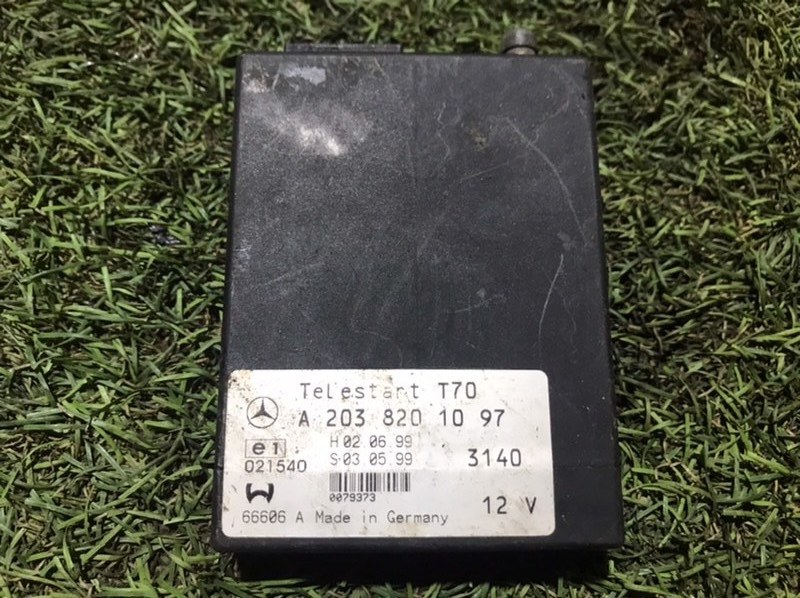 Telestart T70
A 203 820 10 97
e1
021540
H 02 06 99
S 03 05 99
3140
0079373
66606 A Made in Germany
12 V